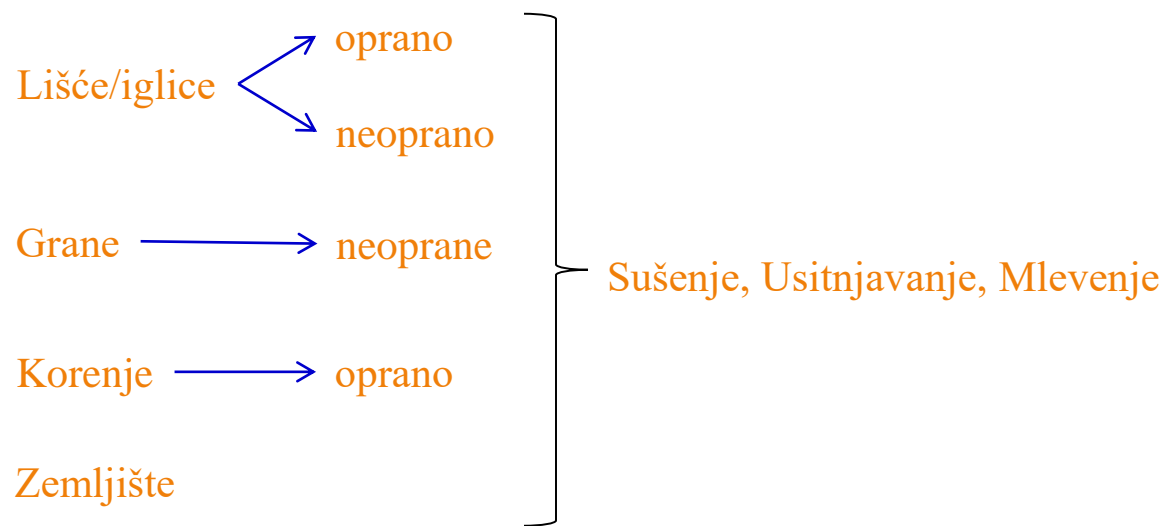 Lišće/iglice
oprano
neoprano
Grane
neoprane
Korenje
oprano
Zemljište
Sušenje, Usitnjavanje, Mlevenje